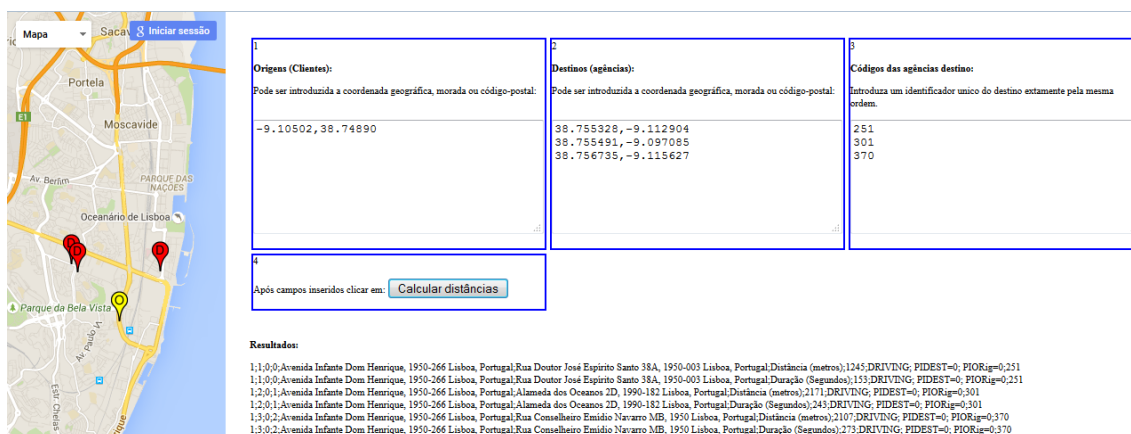 Mapa
Sacav
Iniciar sessão
Portela
E1
Moscavide
Av. Berlim
PARQUE DAS
NAÇÕES
Oceanário de Lisboa
D
D
D
O
Parque da Bela Vista
Av. Paulo VI
Estr. Chelas
1
Origens (Clientes):
Pode ser introduzida a coordenada geográfica, morada ou código-postal:
-9.10502,38.74890
2
Destinos (agências):
Pode ser introduzida a coordenada geográfica, morada ou código-postal:
38.755328,-9.112904
38.755491,-9.097085
38.756735,-9.115627
3
Códigos das agências destino:
Introduza um identificador unico do destino extamente pela mesma
ordem.
251
301
370
4
Após campos inseridos clicar em: Calcular distâncias
Resultados:
1;1;0;0;Avenida Infante Dom Henrique, 1950-266 Lisboa, Portugal;Rua Doutor José Espirito Santo 38A, 1950-003 Lisboa, Portugal;Distância (metros);1245;DRIVING; PIDEST=0; PIORig=0;251
1;1;0;0;Avenida Infante Dom Henrique, 1950-266 Lisboa, Portugal;Rua Doutor José Espirito Santo 38A, 1950-003 Lisboa, Portugal;Duração (Segundos);153;DRIVING; PIDEST=0; PIORig=0;251
1;2;0;1;Avenida Infante Dom Henrique, 1950-266 Lisboa, Portugal;Alameda dos Oceanos 2D, 1990-182 Lisboa, Portugal;Distância (metros);2171;DRIVING; PIDEST=0; PIORig=0;301
1;2;0;1;Avenida Infante Dom Henrique, 1950-266 Lisboa, Portugal;Alameda dos Oceanos 2D, 1990-182 Lisboa, Portugal;Duração (Segundos);243;DRIVING; PIDEST=0; PIORig=0;301
1;3;0;2;Avenida Infante Dom Henrique, 1950-266 Lisboa, Portugal;Rua Conselheiro Emídio Navarro MB, 1950 Lisboa, Portugal;Distância (metros);2107;DRIVING; PIDEST=0; PIORig=0;370
1;3;0;2;Avenida Infante Dom Henrique, 1950-266 Lisboa, Portugal;Rua Conselheiro Emídio Navarro MB, 1950 Lisboa, Portugal;Duração (Segundos);273;DRIVING; PIDEST=0; PIORig=0;370